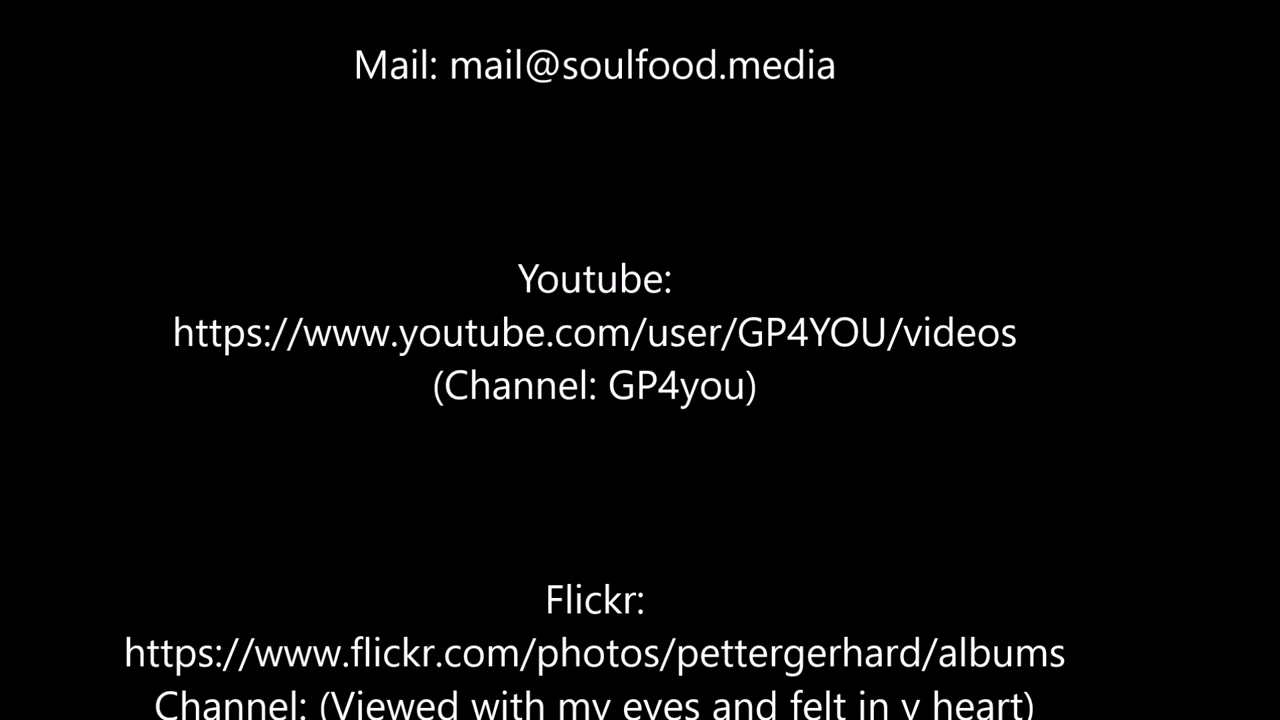 Mail: mail@soulfood.media
Youtube:
https://www.youtube.com/user/GP4YOU/videos
(Channel: GP4you)
Flickr:
https://www.flickr.com/photos/pettergerhard/albums
Channel: (Viewed with my eyes and felt in y heart)